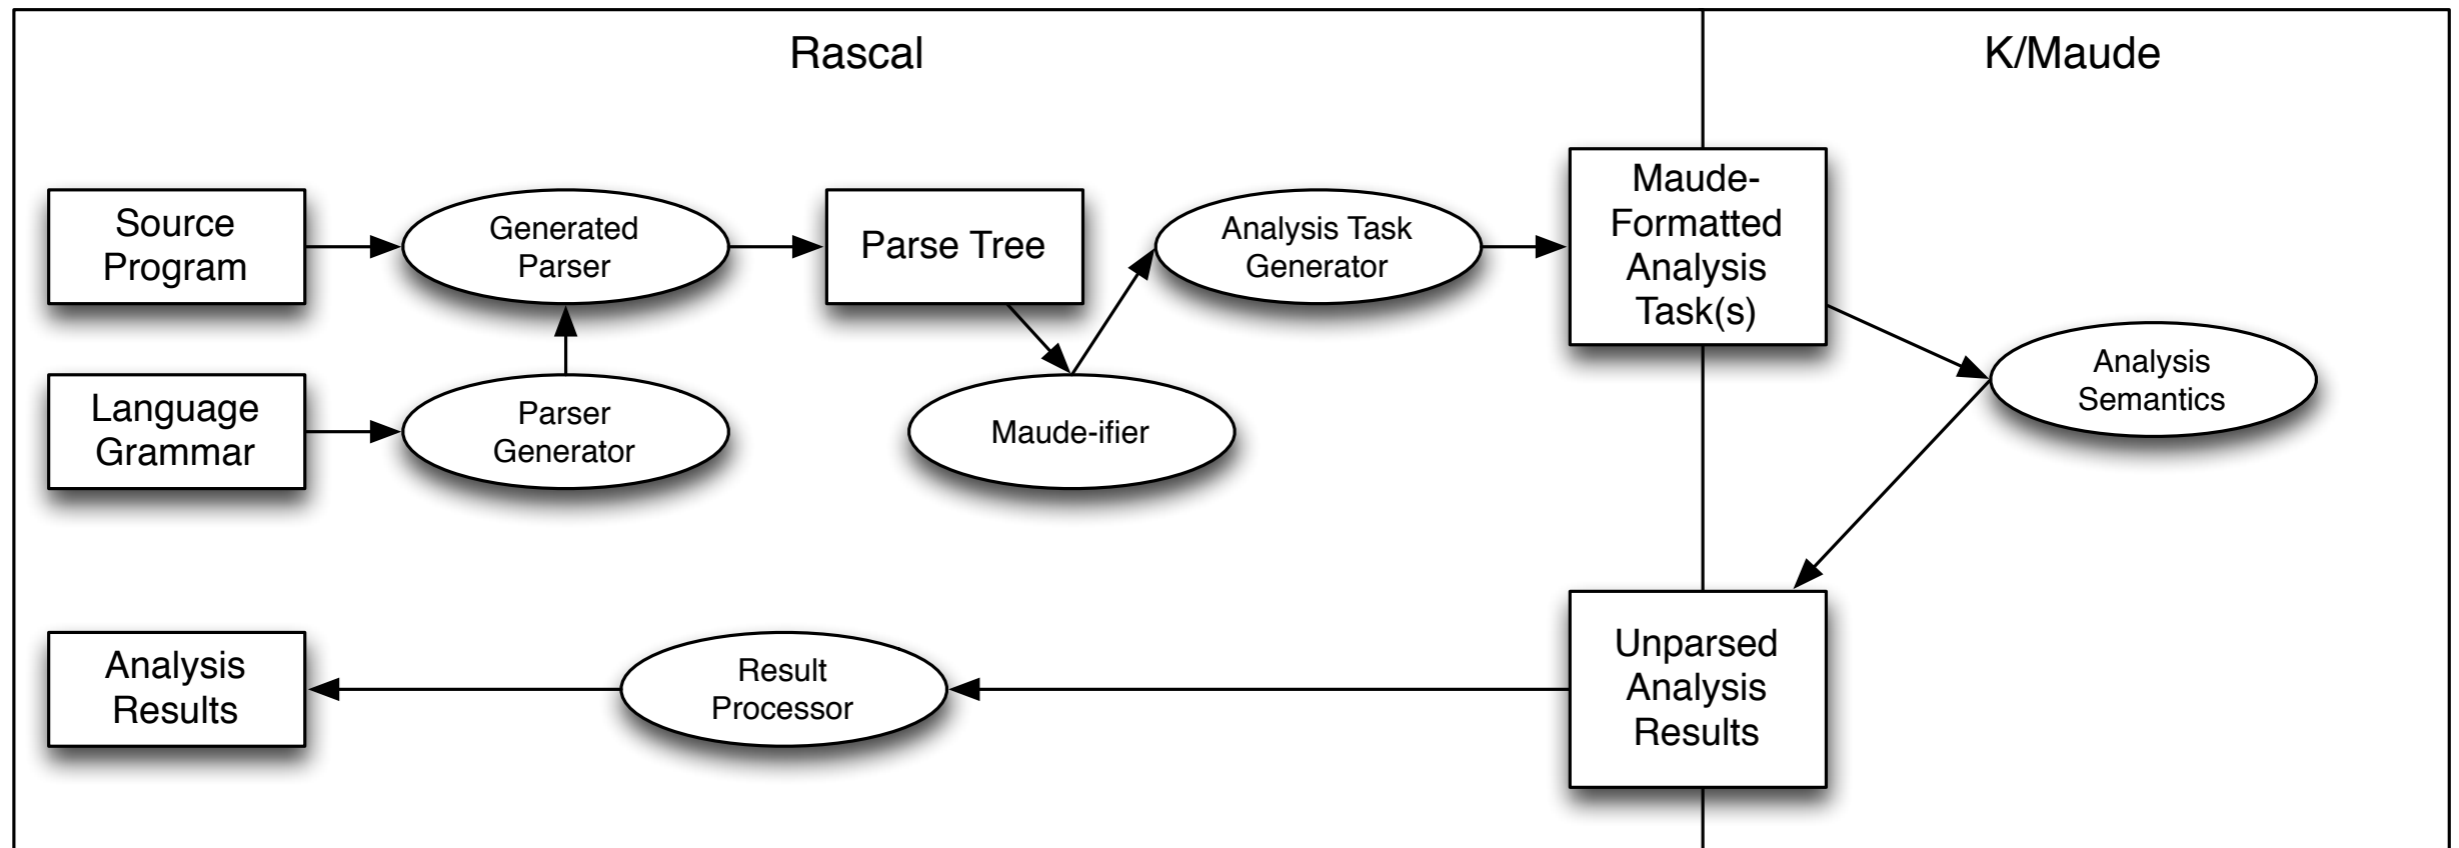 Rascal
K/Maude
Source
Program
Generated
Parser
Parse Tree
Analysis Task
Generator
Maude-
Formatted
Analysis
Task(s)
Language
Grammar
Parser
Generator
Maude-ifier
Analysis
Semantics
Analysis
Results
Result
Processor
Unparsed
Analysis
Results